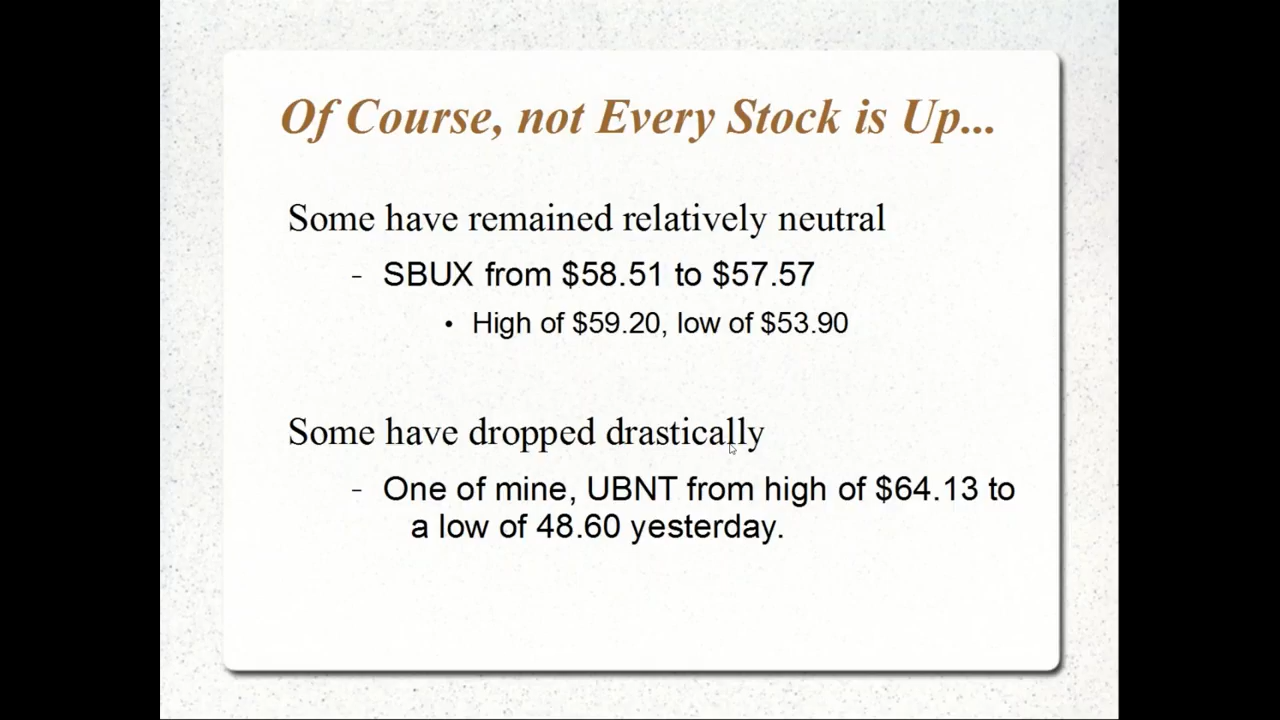 Of Course, not Every Stock is Up...
Some have remained relatively neutral
– SBUX from $58.51 to $57.57
• High of $59.20, low of $53.90
Some have dropped drastically
– One of mine, UBNT from high of $64.13 to
a low of 48.60 yesterday.